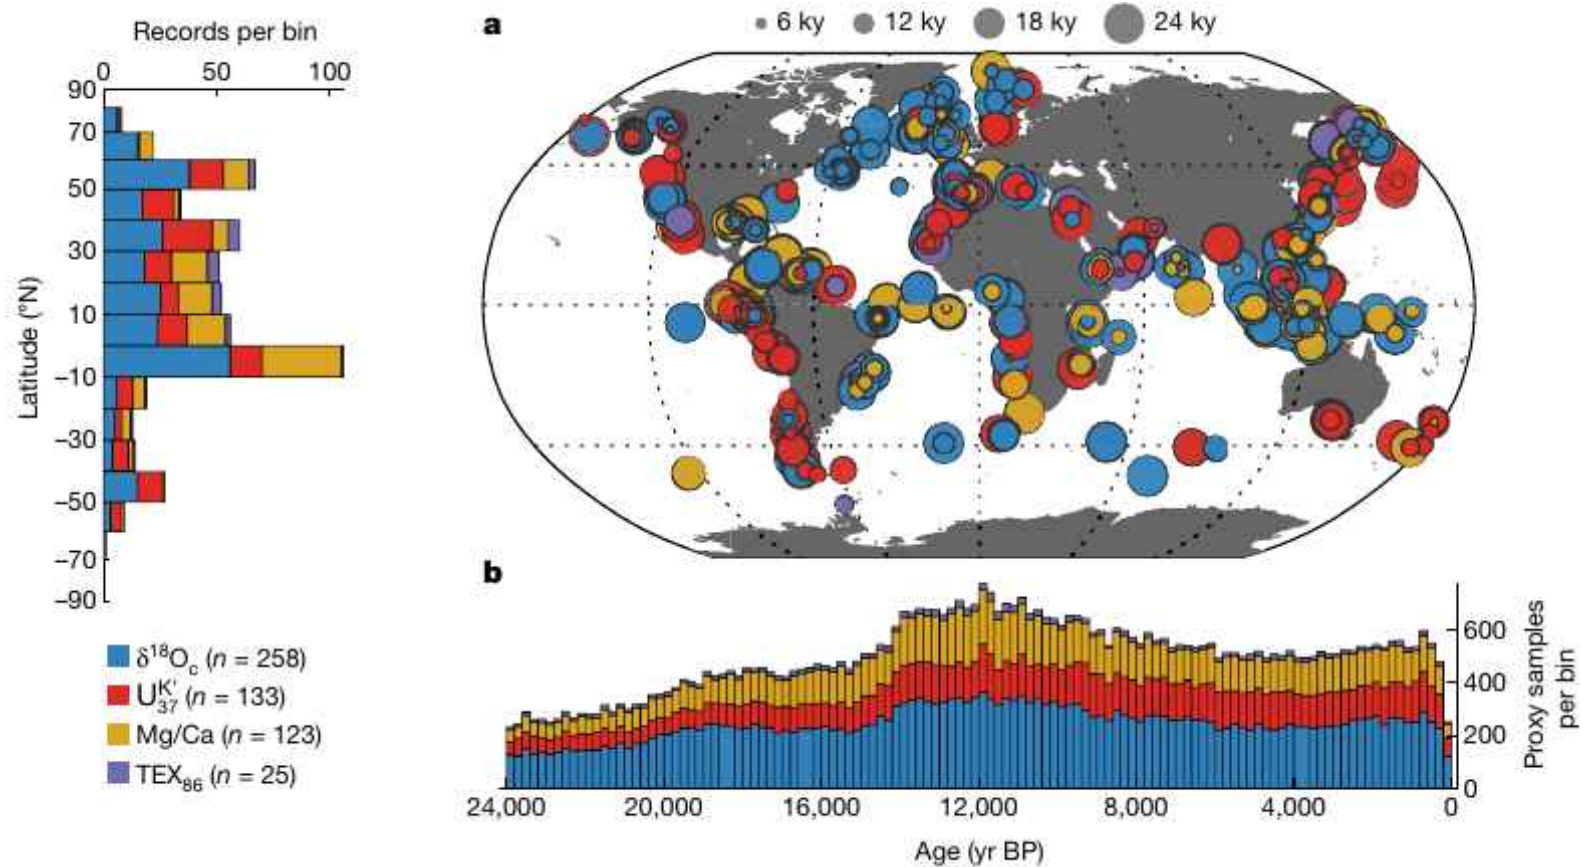 Records per bin
0 50 100
90
70
50
30
10
−10
−30
−50
−70
−90
Latitude (°N)
δ¹⁸Oc (n = 258)
U37K′ (n = 133)
Mg/Ca (n = 123)
TEX₈₆ (n = 25)
a
6 ky 12 ky 18 ky 24 ky
b
600
400
200
0
Proxy samples
per bin
24,000 20,000 16,000 12,000 8,000 4,000 0
Age (yr BP)